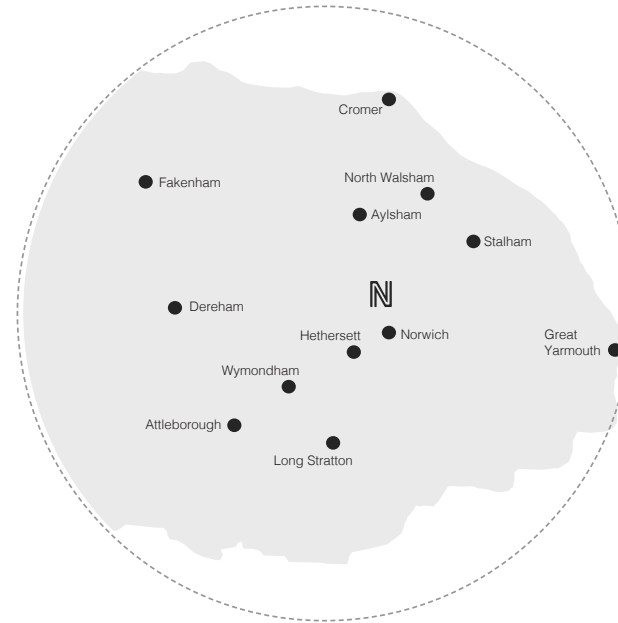 Cromer
North Walsham
Fakenham
Aylsham
Stalham
N
Dereham
Hethersett
Norwich
Great
Yarmouth
Wymondham
Attleborough
Long Stratton